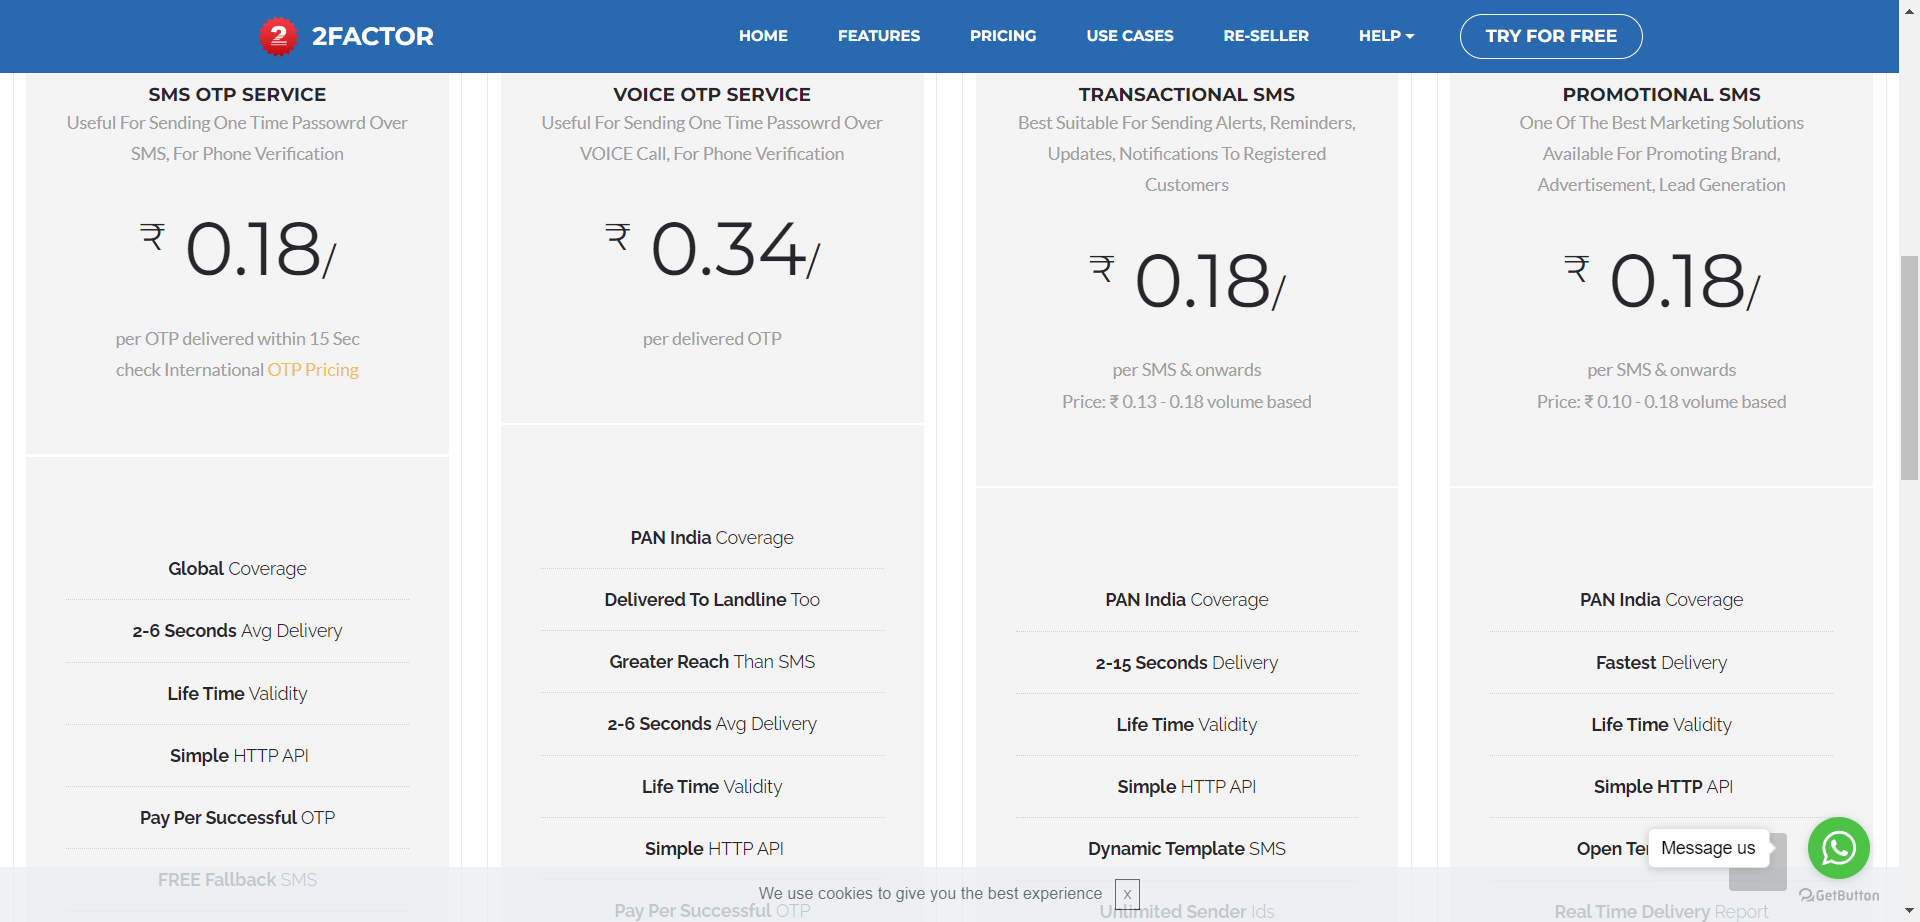 2 2FACTOR
HOME FEATURES PRICING USE CASES RE-SELLER HELP TRY FOR FREE
SMS OTP SERVICE
Useful For Sending One Time Passowrd Over
SMS, For Phone Verification
₹ 0.18/
per OTP delivered within 15 Sec
check International OTP Pricing
Global Coverage
2-6 Seconds Avg Delivery
Life Time Validity
Simple HTTP API
Pay Per Successful OTP
FREE Fallback SMS
VOICE OTP SERVICE
Useful For Sending One Time Passowrd Over
VOICE Call, For Phone Verification
₹ 0.34/
per delivered OTP
PAN India Coverage
Delivered To Landline Too
Greater Reach Than SMS
2-6 Seconds Avg Delivery
Life Time Validity
Simple HTTP API
Pay Per Successful OTP
TRANSACTIONAL SMS
Best Suitable For Sending Alerts, Reminders,
Updates, Notifications To Registered
Customers
₹ 0.18/
per SMS & onwards
Price: ₹ 0.13 - 0.18 volume based
PAN India Coverage
2-15 Seconds Delivery
Life Time Validity
Simple HTTP API
Dynamic Template SMS
Unlimited Sender Ids
PROMOTIONAL SMS
One Of The Best Marketing Solutions
Available For Promoting Brand,
Advertisement, Lead Generation
₹ 0.18/
per SMS & onwards
Price: ₹ 0.10 - 0.18 volume based
PAN India Coverage
Fastest Delivery
Life Time Validity
Simple HTTP API
Open
Real Time Delivery Report
Message us
GetButton
We use cookies to give you the best experience x